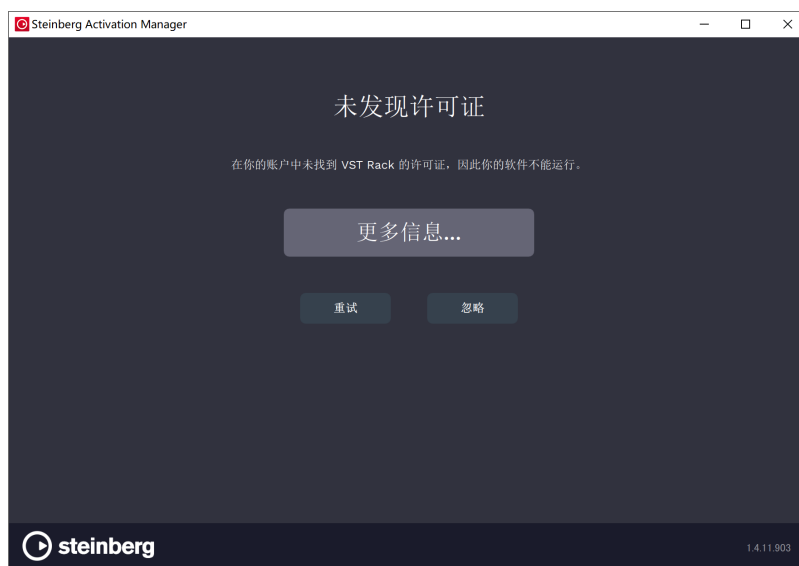 Steinberg Activation Manager
未发现许可证
在你的账户中未找到 VST Rack 的许可证，因此你的软件不能运行。
更多信息...
重试
忽略
steinberg
1.4.11.903